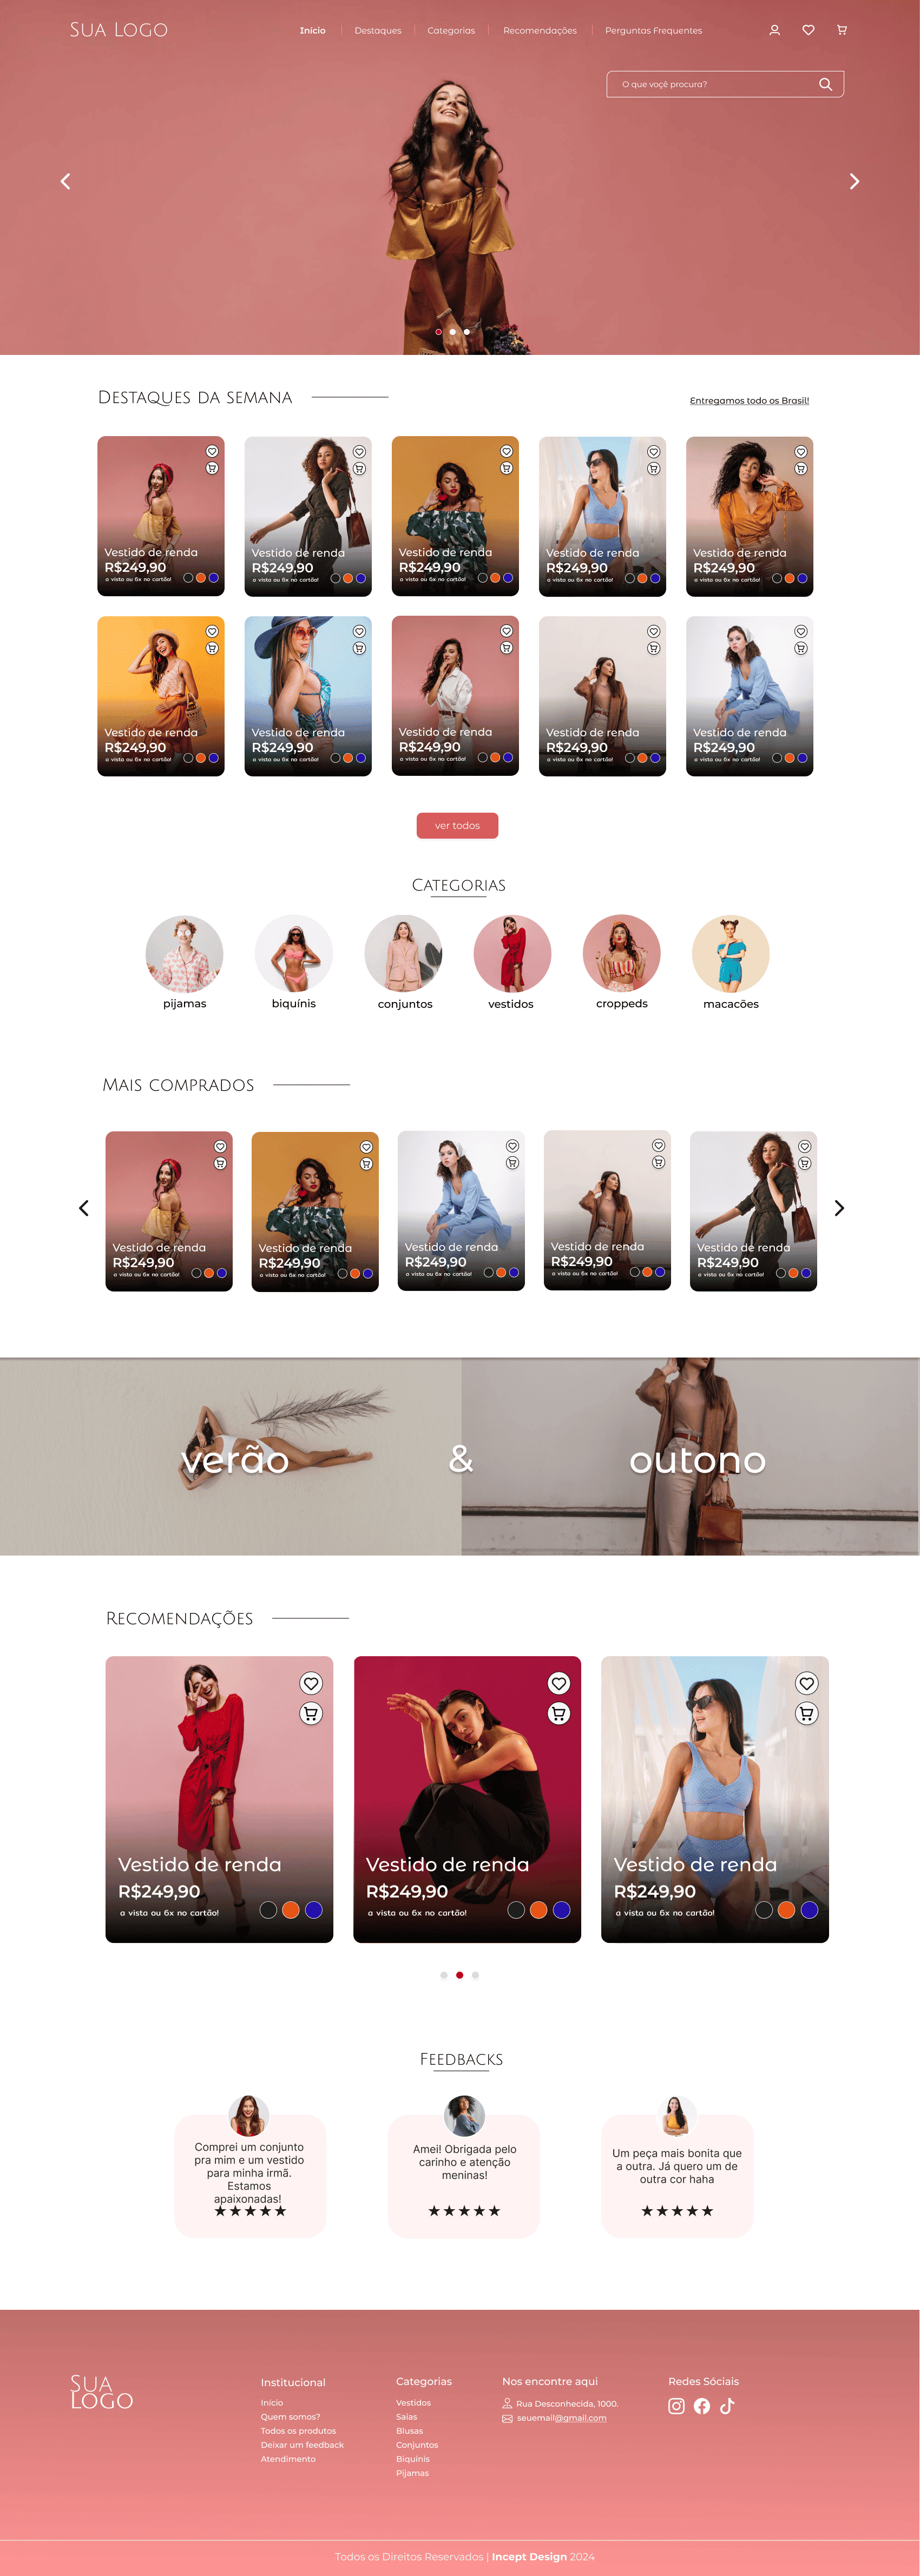 Sua Logo
Início
Destaques
Categorias
Recomendações
Perguntas Frequentes
O que voçê procura?
Destaques da semana
Entregamos todo os Brasil!
Vestido de renda
R$249,90
a vista ou 6x no cartão!
Vestido de renda
R$249,90
a vista ou 6x no cartão!
Vestido de renda
R$249,90
a vista ou 6x no cartão!
Vestido de renda
R$249,90
a vista ou 6x no cartão!
Vestido de renda
R$249,90
a vista ou 6x no cartão!
Vestido de renda
R$249,90
a vista ou 6x no cartão!
Vestido de renda
R$249,90
a vista ou 6x no cartão!
Vestido de renda
R$249,90
a vista ou 6x no cartão!
Vestido de renda
R$249,90
a vista ou 6x no cartão!
Vestido de renda
R$249,90
a vista ou 6x no cartão!
ver todos
Categorias
pijamas
biquínis
conjuntos
vestidos
croppeds
macacões
Mais comprados
Vestido de renda
R$249,90
a vista ou 6x no cartão!
Vestido de renda
R$249,90
a vista ou 6x no cartão!
Vestido de renda
R$249,90
a vista ou 6x no cartão!
Vestido de renda
R$249,90
a vista ou 6x no cartão!
Vestido de renda
R$249,90
a vista ou 6x no cartão!
verão & outono
Recomendações
Vestido de renda
R$249,90
a vista ou 6x no cartão!
Vestido de renda
R$249,90
a vista ou 6x no cartão!
Vestido de renda
R$249,90
a vista ou 6x no cartão!
Feedbacks
Comprei um conjunto
pra mim e um vestido
para minha irmã.
Estamos
apaixonadas!
★★★★★
Amei! Obrigada pelo
carinho e atenção
meninas!
★★★★★
Um peça mais bonita que
a outra. Já quero um de
outra cor haha
★★★★★
Sua
Logo
Institucional
Início
Quem somos?
Todos os produtos
Deixar um feedback
Atendimento
Categorias
Vestidos
Saias
Blusas
Conjuntos
Biquinis
Pijamas
Nos encontre aqui
Rua Desconhecida, 1000.
seuemail@gmail.com
Redes Sóciais
Todos os Direitos Reservados | Incept Design 2024